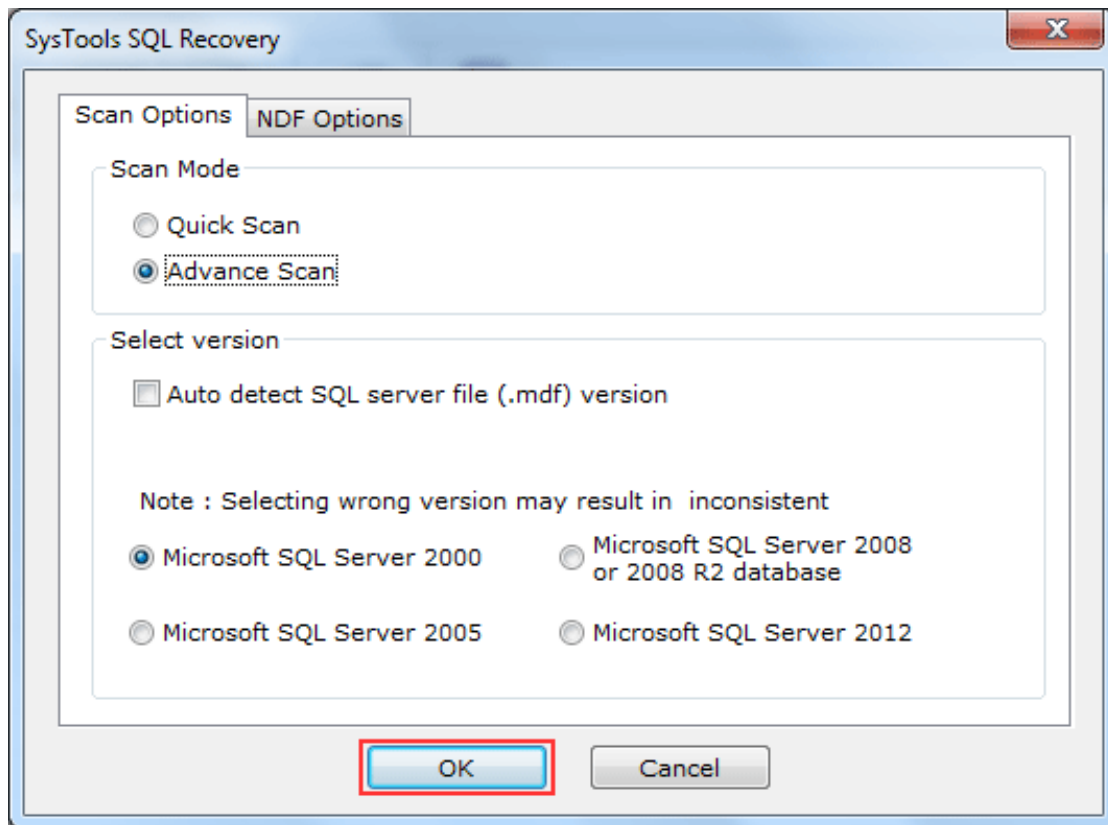 SysTools SQL Recovery
Scan Options
NDF Options
Scan Mode
Quick Scan
Advance Scan
Select version
Auto detect SQL server file (.mdf) version
Note : Selecting wrong version may result in  inconsistent
Microsoft SQL Server 2000
Microsoft SQL Server 2008
or 2008 R2 database
Microsoft SQL Server 2005
Microsoft SQL Server 2012
OK
Cancel